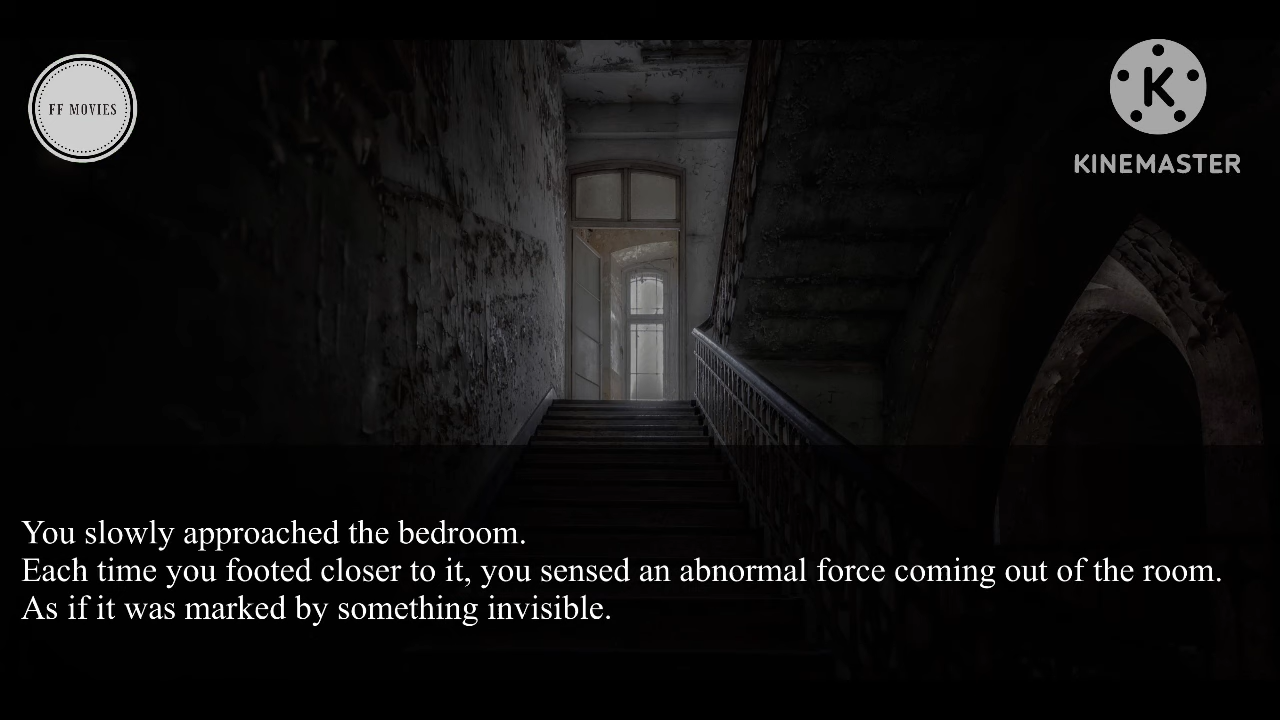 FF MOVIES
K
KINEMASTER
You slowly approached the bedroom.
Each time you footed closer to it, you sensed an abnormal force coming out of the room.
As if it was marked by something invisible.